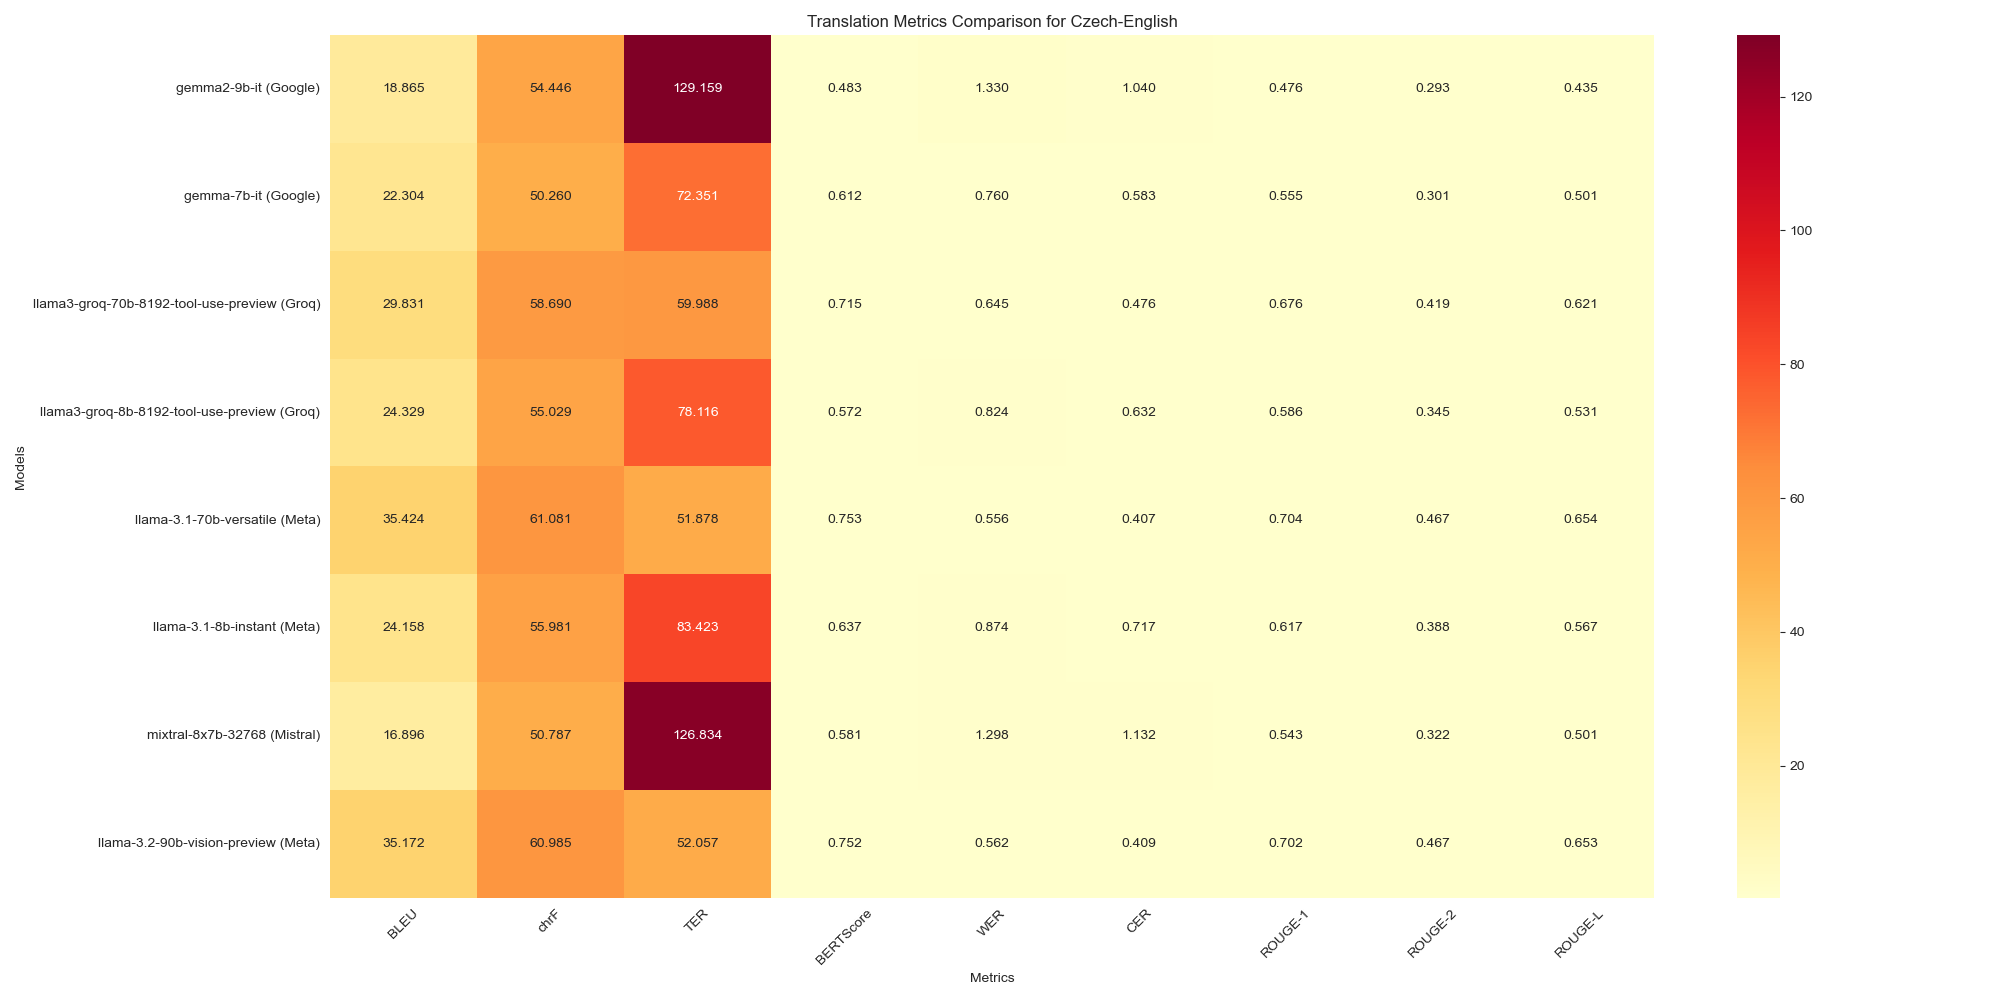 Translation Metrics Comparison for Czech-English
gemma2-9b-it (Google) 18.865 54.446 129.159 0.483 1.330 1.040 0.476 0.293 0.435
gemma-7b-it (Google) 22.304 50.260 72.351 0.612 0.760 0.583 0.555 0.301 0.501
llama3-groq-70b-8192-tool-use-preview (Groq) 29.831 58.690 59.988 0.715 0.645 0.476 0.676 0.419 0.621
llama3-groq-8b-8192-tool-use-preview (Groq) 24.329 55.029 78.116 0.572 0.824 0.632 0.586 0.345 0.531
llama-3.1-70b-versatile (Meta) 35.424 61.081 51.878 0.753 0.556 0.407 0.704 0.467 0.654
llama-3.1-8b-instant (Meta) 24.158 55.981 83.423 0.637 0.874 0.717 0.617 0.388 0.567
mixtral-8x7b-32768 (Mistral) 16.896 50.787 126.834 0.581 1.298 1.132 0.543 0.322 0.501
llama-3.2-90b-vision-preview (Meta) 35.172 60.985 52.057 0.752 0.562 0.409 0.702 0.467 0.653
Models
BLEU chrF TER BERTScore WER CER ROUGE-1 ROUGE-2 ROUGE-L
Metrics
120
100
80
60
40
20